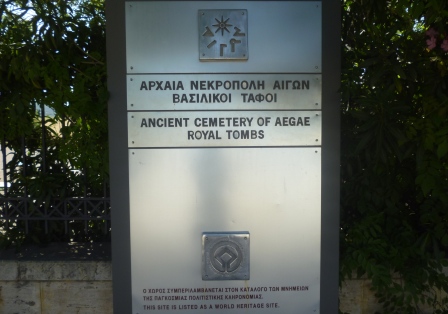 ΑΡΧΑΙΑ ΝΕΚΡΟΠΟΛΗ ΑΙΓΩΝ
ΒΑΣΙΛΙΚΟΙ ΤΑΦΟΙ
ANCIENT CEMETERY OF AEGAE
ROYAL TOMBS
Ο ΧΩΡΟΣ ΣΥΜΠΕΡΙΛΑΜΒΑΝΕΤΑΙ ΣΤΟΝ ΚΑΤΑΛΟΓΟ ΤΩΝ ΜΝΗΜΕΙΩΝ
ΤΗΣ ΠΑΓΚΟΣΜΙΑΣ ΠΟΛΙΤΙΣΤΙΚΗΣ ΚΛΗΡΟΝΟΜΙΑΣ.
THIS SITE IS LISTED AS A WORLD HERITAGE SITE.